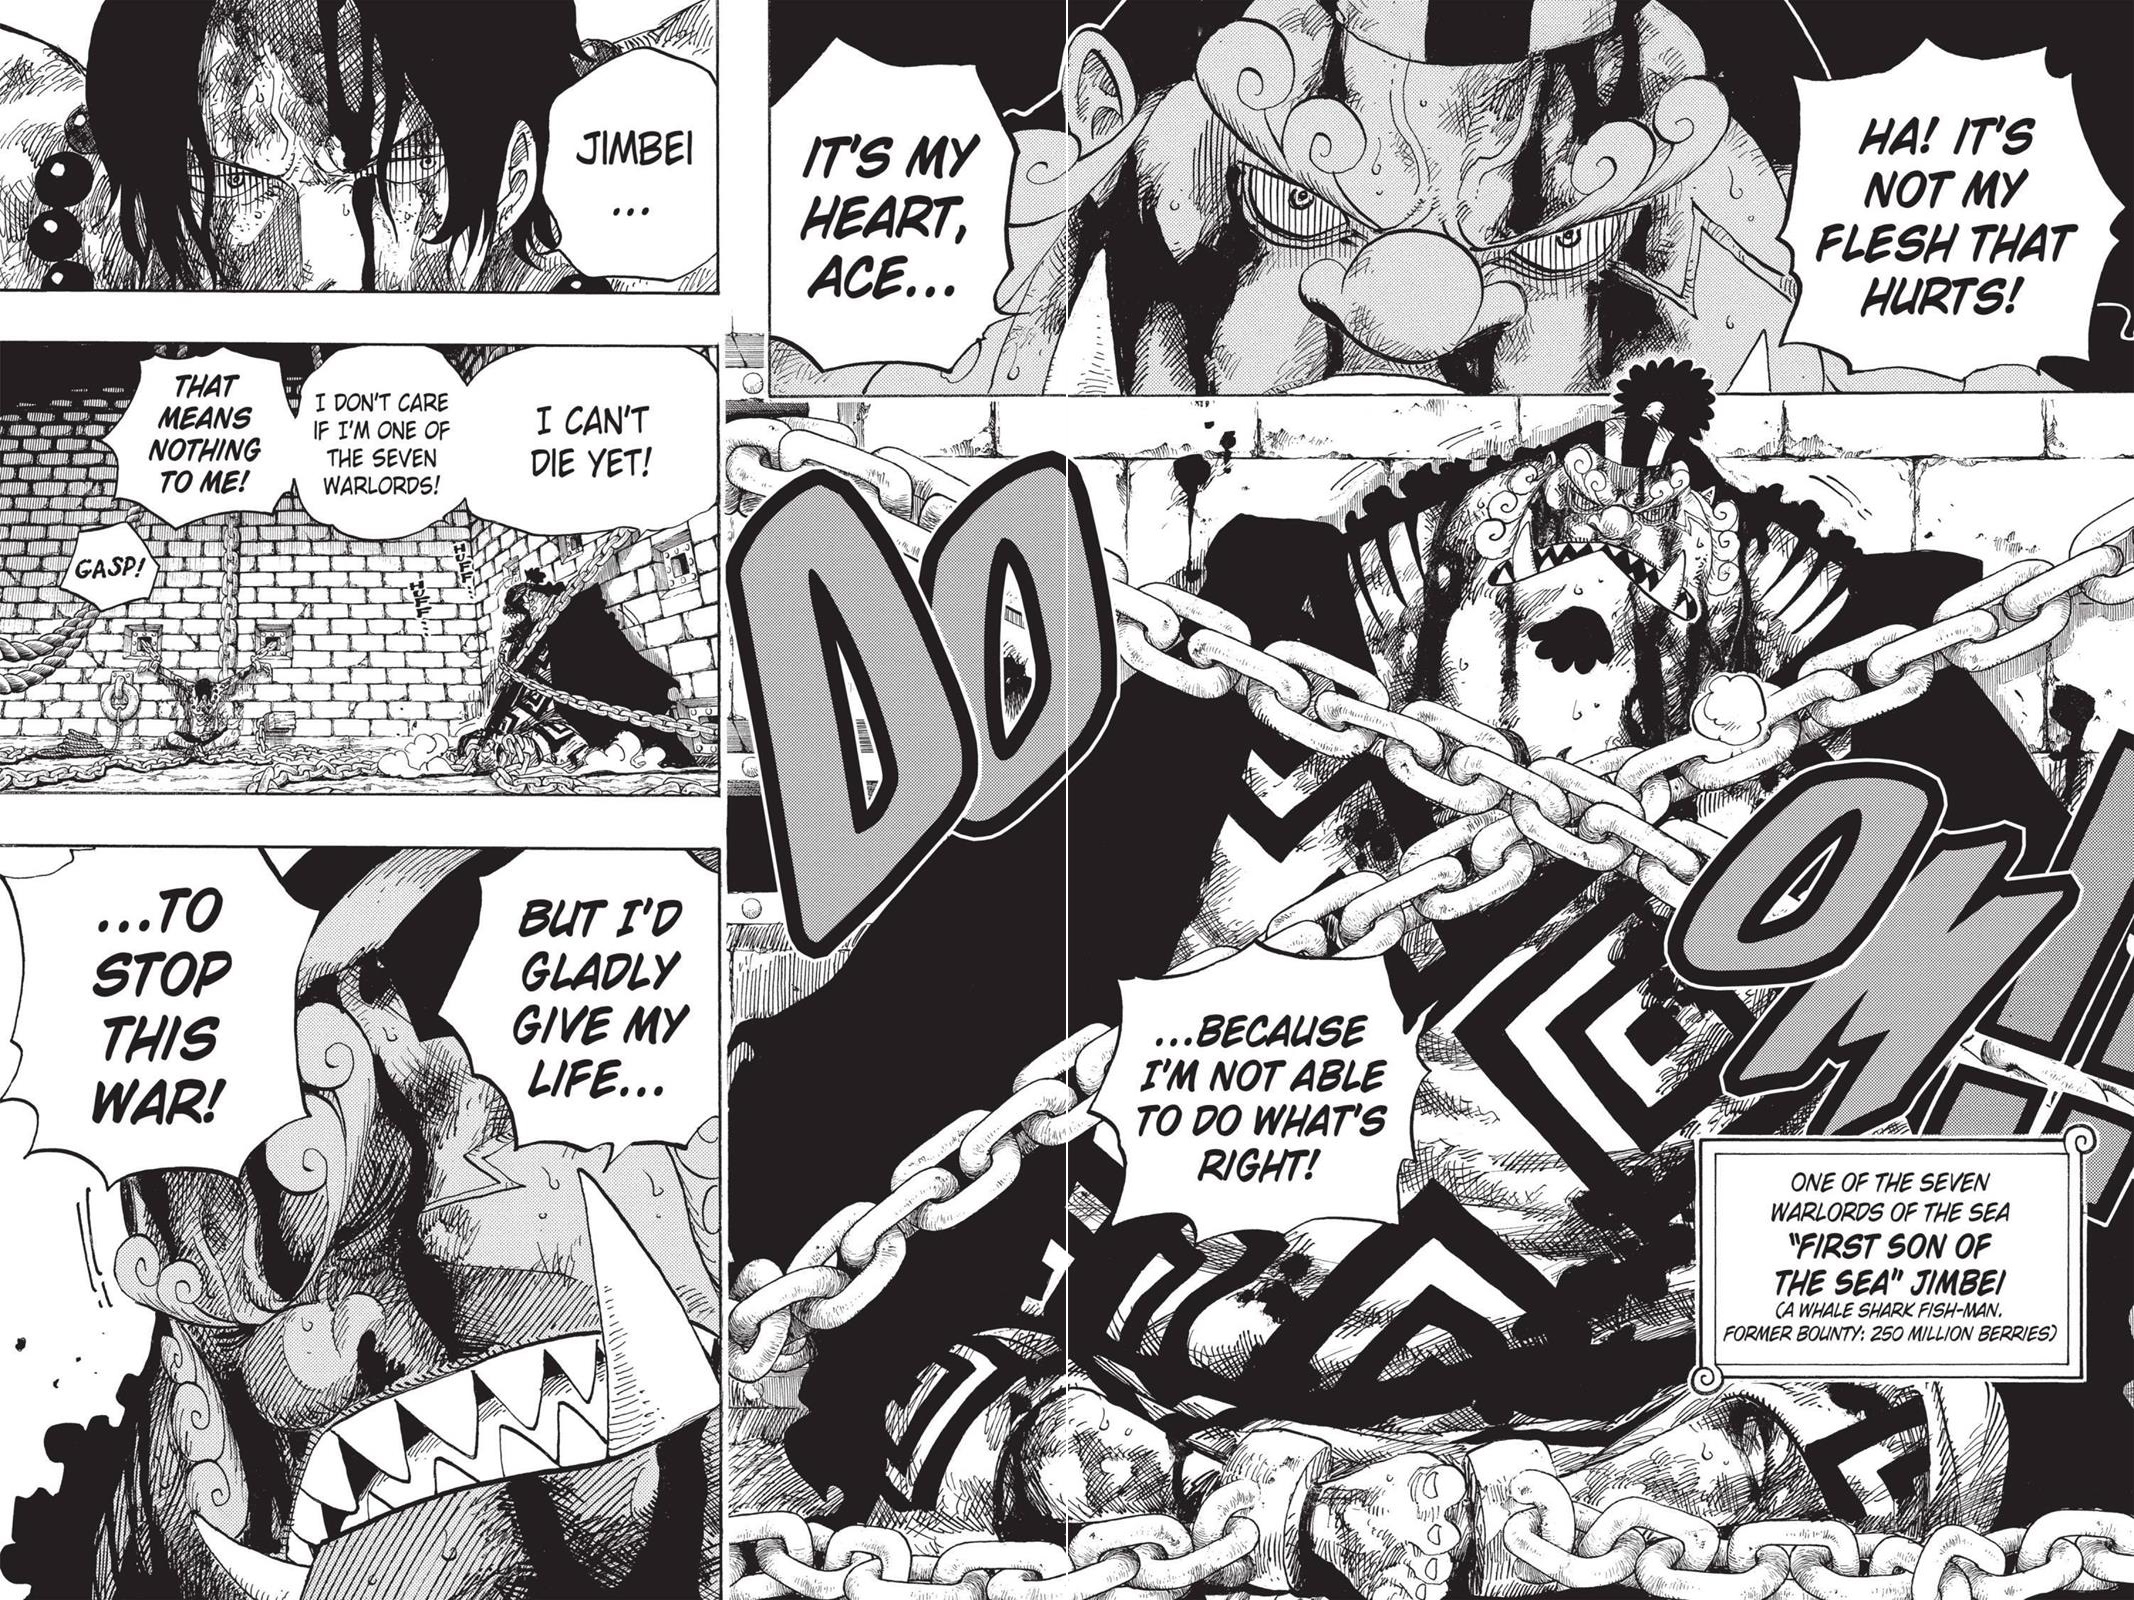 HA! IT'S
NOT MY
FLESH THAT
HURTS!
IT'S MY
HEART,
ACE...
DOOM!!
...BECAUSE
I'M NOT ABLE
TO DO WHAT'S
RIGHT!
ONE OF THE SEVEN
WARLORDS OF THE SEA
"FIRST SON OF
THE SEA" JIMBEI
(A WHALE SHARK FISH-MAN.
FORMER BOUNTY: 250 MILLION BERRIES)
JIMBEI
...
I CAN'T
DIE YET!
I DON'T CARE
IF I'M ONE OF
THE SEVEN
WARLORDS!
THAT
MEANS
NOTHING
TO ME!
HUFF...
HUFF...
GASP!
BUT I'D
GLADLY
GIVE MY
LIFE...
...TO
STOP
THIS
WAR!